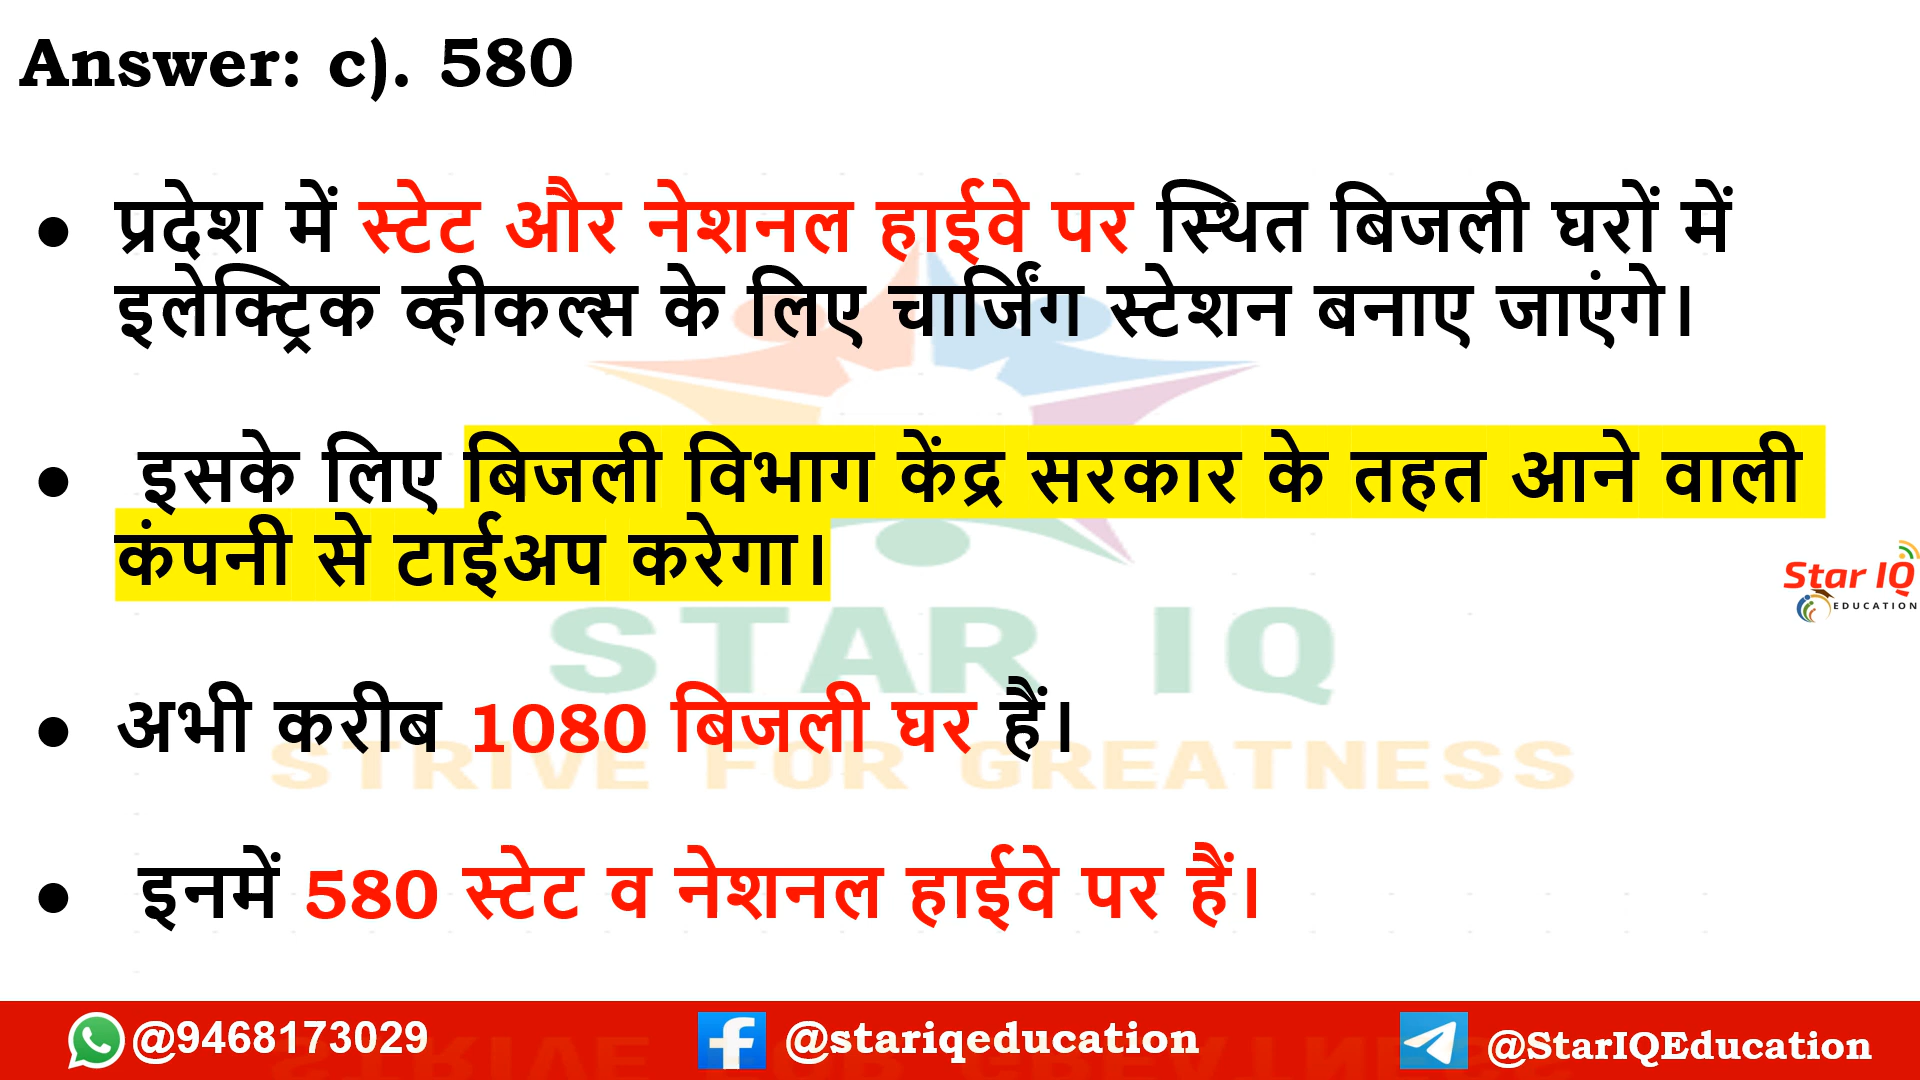 Answer: c). 580
● प्रदेश में स्टेट और नेशनल हाईवे पर स्थित बिजली घरों में
इलेक्ट्रिक व्हीकल्स के लिए चार्जिंग स्टेशन बनाए जाएंगे।
● इसके लिए बिजली विभाग केंद्र सरकार के तहत आने वाली
कंपनी से टाईअप करेगा।
Star IQ
EDUCATION
STAR IQ
● अभी करीब 1080 बिजली घर हैं।
STRIVE FOR GREATNESS
● इनमें 580 स्टेट व नेशनल हाईवे पर हैं।
@9468173029
@stariqeducation
@StarIQEducation